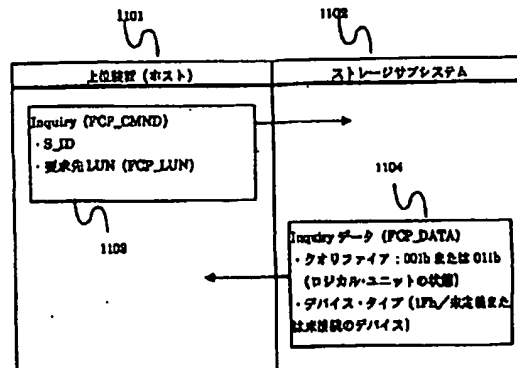 1101
1102
上位装置 (ホスト)
ストレージサブシステム
Inquiry (FCP_CMND)
・S_ID
・要求先 LUN (FCP_LUN)
1103
1104
Inquiry データ (FCP_DATA)
・クオリファイア : 001b または 011b
(ロジカル・ユニットの状態)
・デバイス・タイプ (1Fh/未定義また
は未接続のデバイス)